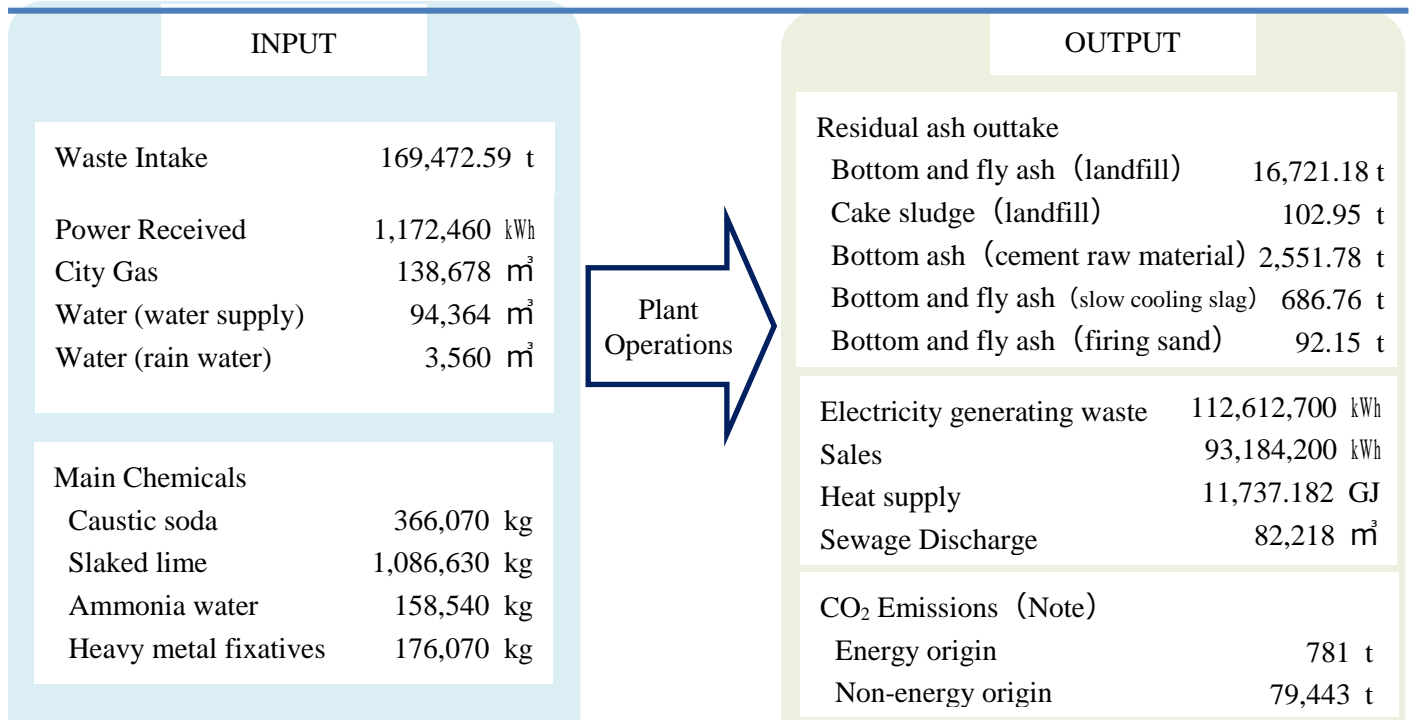 INPUT
Waste Intake 169,472.59 t
Power Received 1,172,460 ㎾h
City Gas 138,678 ㎥
Water (water supply) 94,364 ㎥
Water (rain water) 3,560 ㎥
Main Chemicals
Caustic soda 366,070 kg
Slaked lime 1,086,630 kg
Ammonia water 158,540 kg
Heavy metal fixatives 176,070 kg
Plant
Operations
OUTPUT
Residual ash outtake
Bottom and fly ash（landfill） 16,721.18 t
Cake sludge（landfill） 102.95 t
Bottom ash（cement raw material） 2,551.78 t
Bottom and fly ash（slow cooling slag） 686.76 t
Bottom and fly ash（firing sand） 92.15 t
Electricity generating waste 112,612,700 ㎾h
Sales 93,184,200 ㎾h
Heat supply 11,737.182 GJ
Sewage Discharge 82,218 ㎥
CO₂ Emissions（Note）
Energy origin 781 t
Non-energy origin 79,443 t